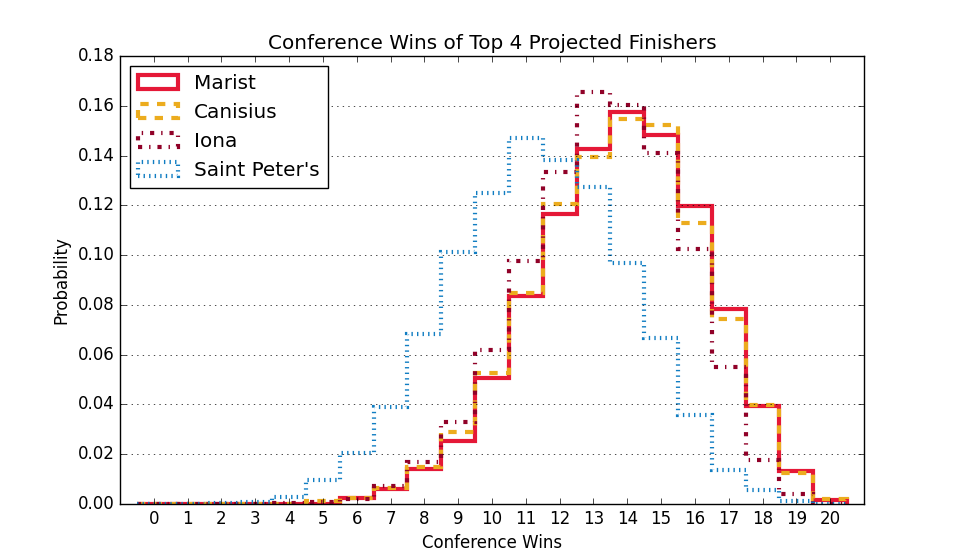 Conference Wins of Top 4 Projected Finishers
0.18
0.16
0.14
0.12
0.10
0.08
0.06
0.04
0.02
0.00
Probability
Marist
Canisius
Iona
Saint Peter's
0 1 2 3 4 5 6 7 8 9 10 11 12 13 14 15 16 17 18 19 20
Conference Wins